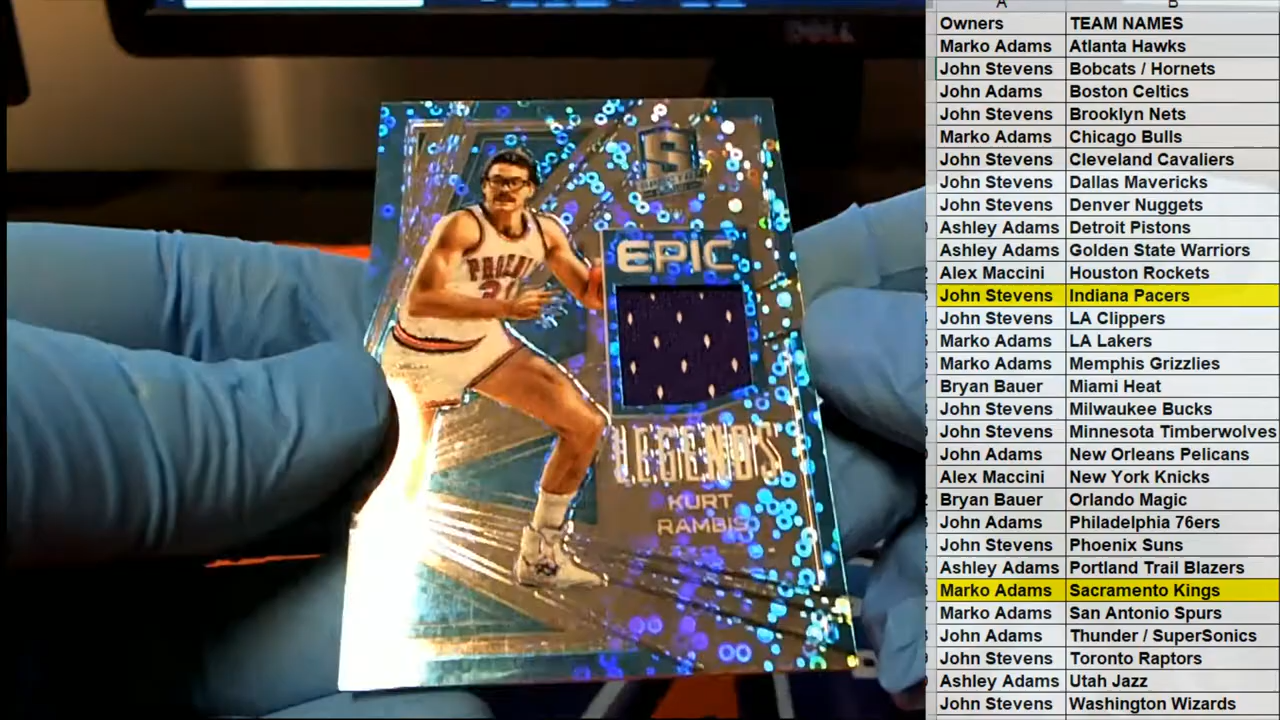 DELL
S
SPECTRA
PHOENIX
31
EPIC
LEGENDS
KURT
RAMBIS
A B
Owners TEAM NAMES
Marko Adams Atlanta Hawks
John Stevens Bobcats / Hornets
John Adams Boston Celtics
John Stevens Brooklyn Nets
Marko Adams Chicago Bulls
John Stevens Cleveland Cavaliers
John Stevens Dallas Mavericks
John Stevens Denver Nuggets
Ashley Adams Detroit Pistons
Ashley Adams Golden State Warriors
Alex Maccini Houston Rockets
John Stevens Indiana Pacers
John Stevens LA Clippers
Marko Adams LA Lakers
Marko Adams Memphis Grizzlies
Bryan Bauer Miami Heat
John Stevens Milwaukee Bucks
John Stevens Minnesota Timberwolves
John Adams New Orleans Pelicans
Alex Maccini New York Knicks
Bryan Bauer Orlando Magic
John Adams Philadelphia 76ers
John Stevens Phoenix Suns
Ashley Adams Portland Trail Blazers
Marko Adams Sacramento Kings
Marko Adams San Antonio Spurs
John Adams Thunder / SuperSonics
John Stevens Toronto Raptors
Ashley Adams Utah Jazz
John Stevens Washington Wizards